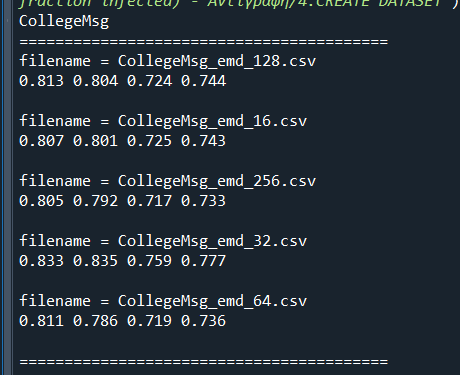 fraction infected) - Αντιγραφή/4.CREATE DATASET')
CollegeMsg
=========================================
filename = CollegeMsg_emd_128.csv
0.813 0.804 0.724 0.744
filename = CollegeMsg_emd_16.csv
0.807 0.801 0.725 0.743
filename = CollegeMsg_emd_256.csv
0.805 0.792 0.717 0.733
filename = CollegeMsg_emd_32.csv
0.833 0.835 0.759 0.777
filename = CollegeMsg_emd_64.csv
0.811 0.786 0.719 0.736
=========================================